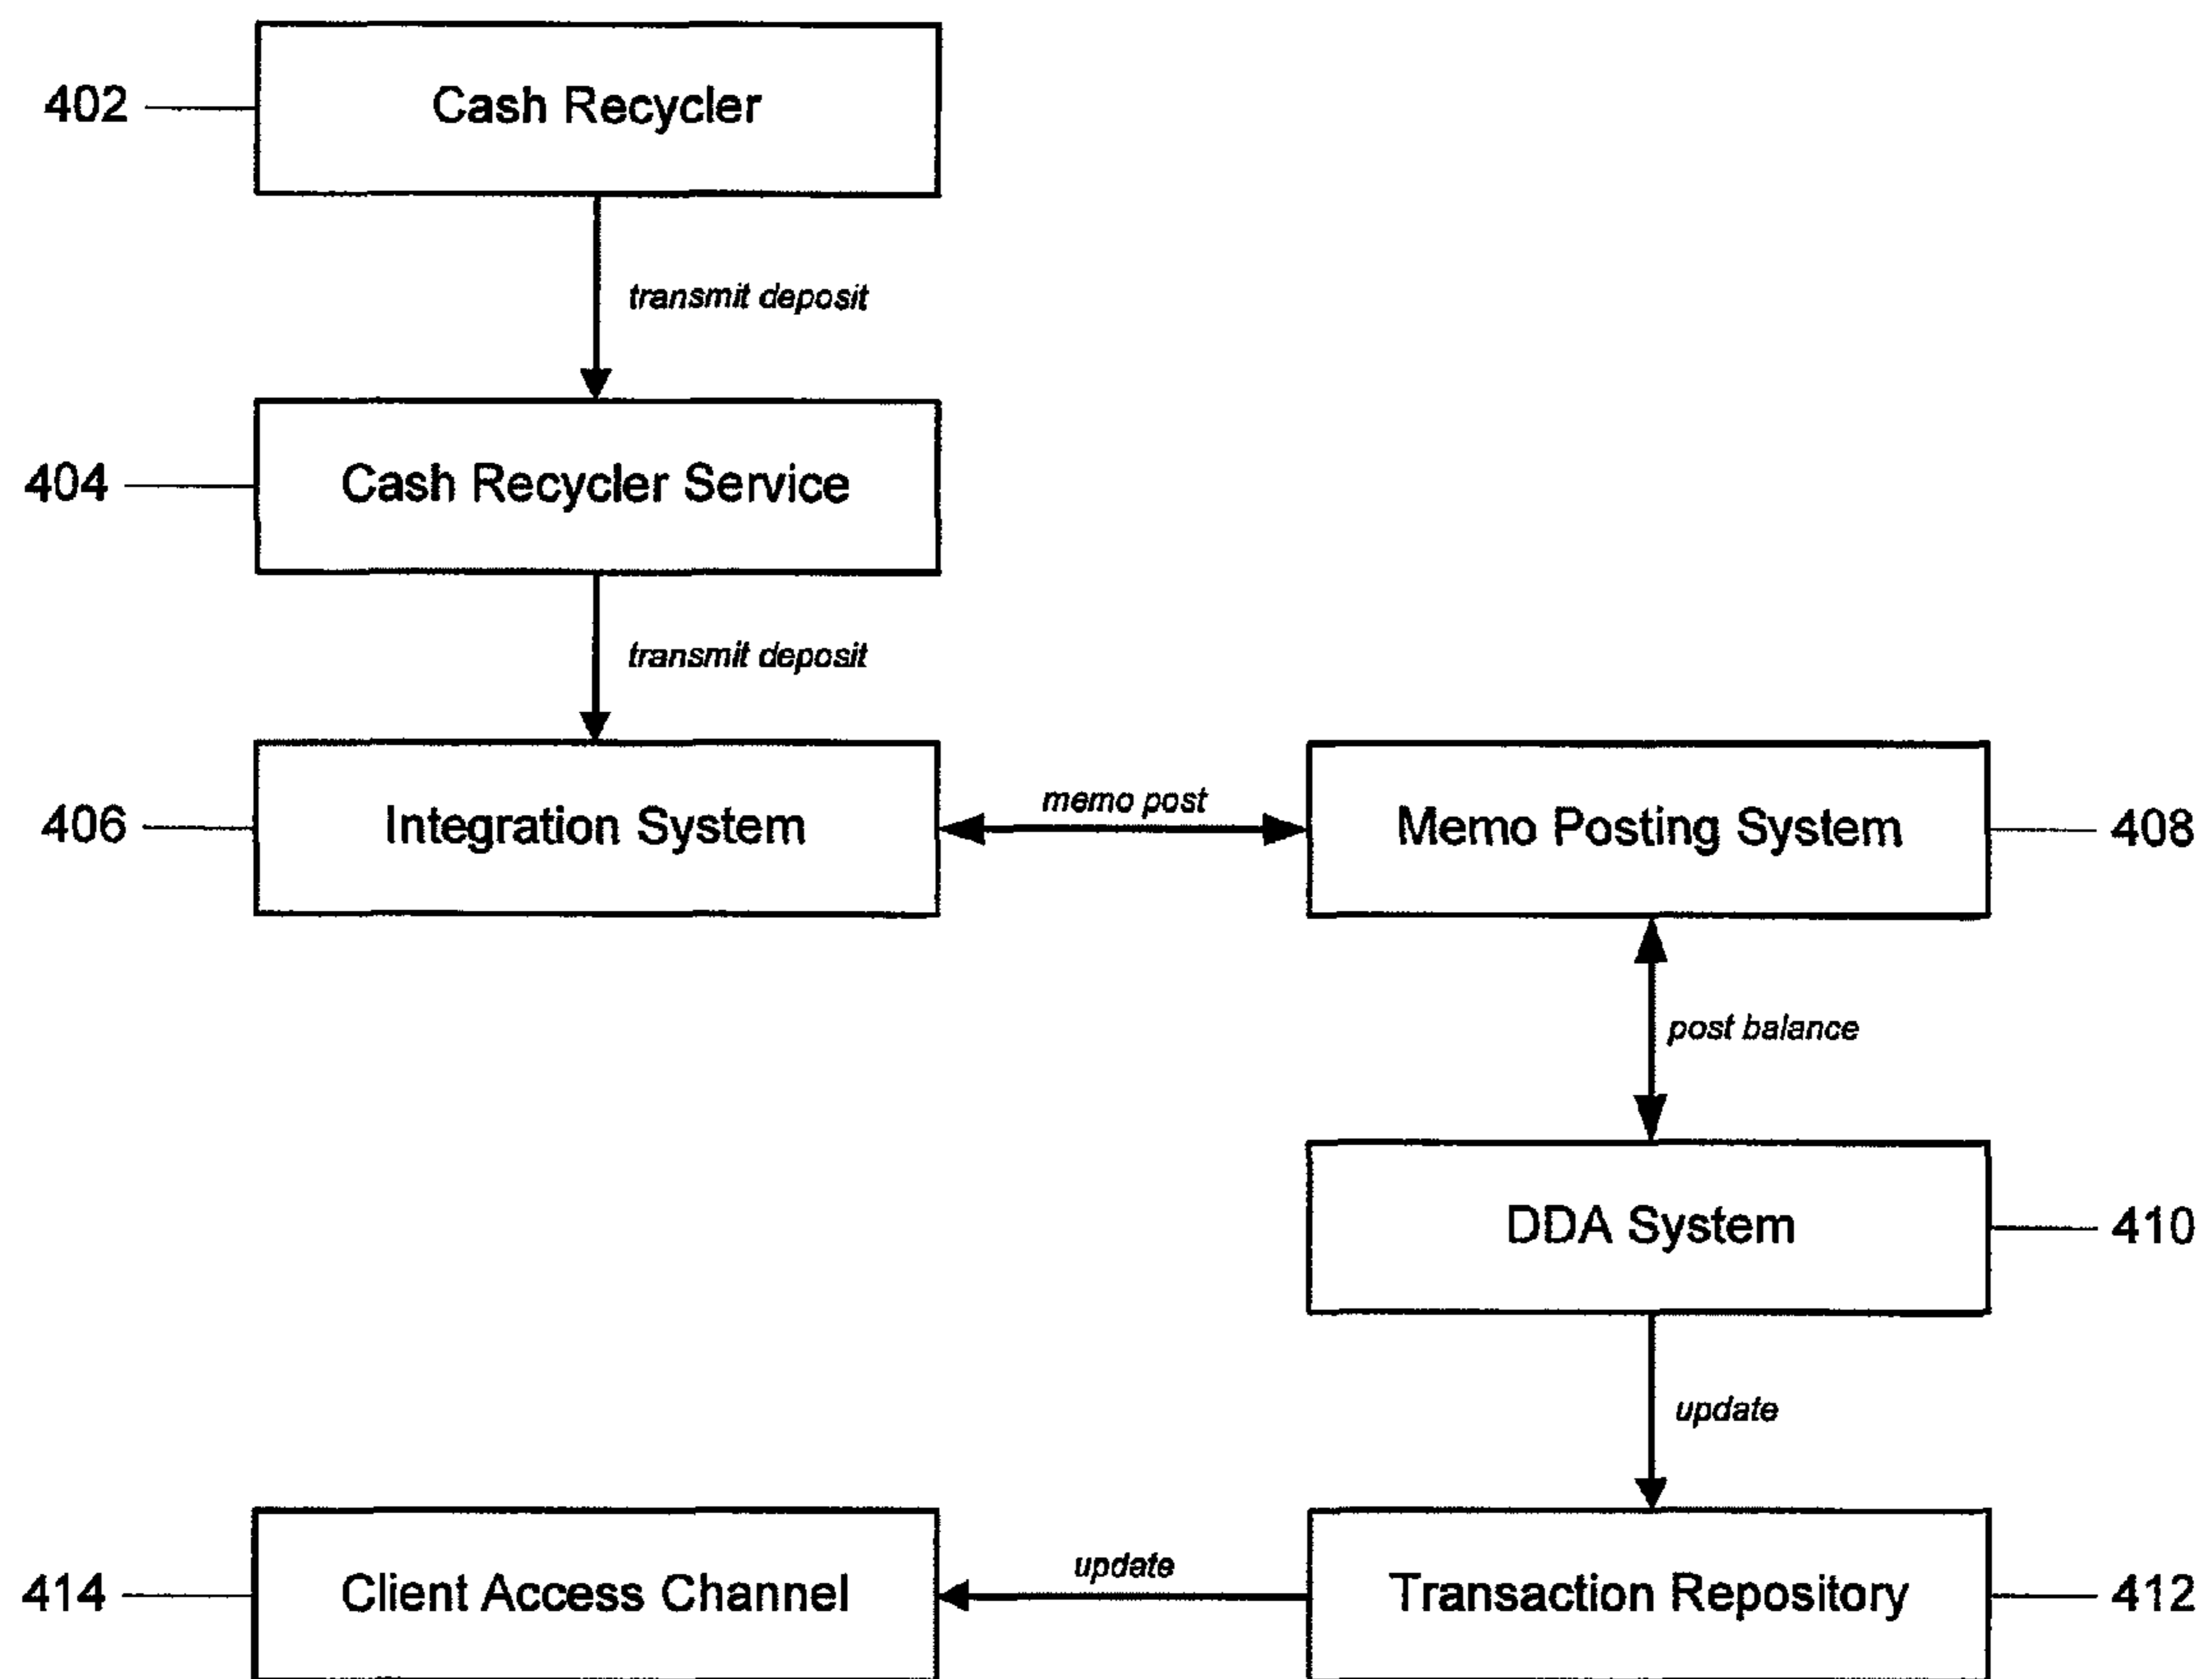 402
Cash Recycler
transmit deposit
404
Cash Recycler Service
transmit deposit
406
Integration System
memo post
Memo Posting System
408
post balance
DDA System
410
update
414
Client Access Channel
update
Transaction Repository
412